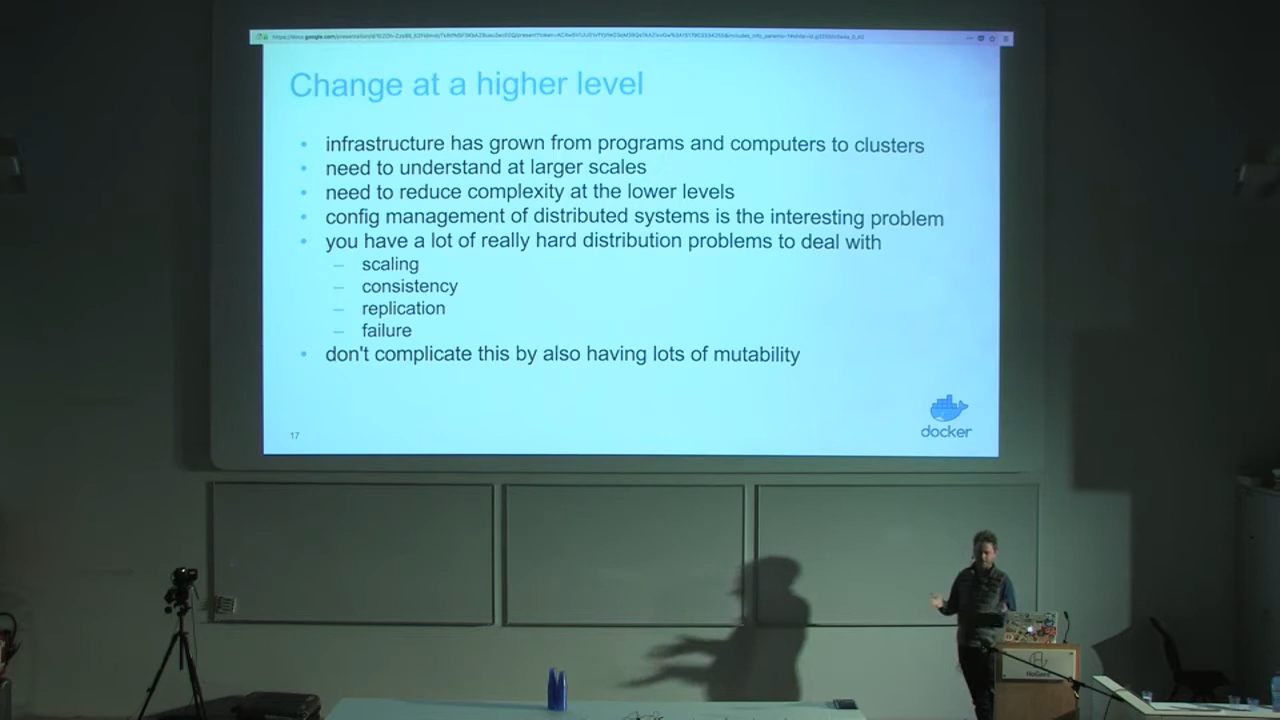 Change at a higher level
• infrastructure has grown from programs and computers to clusters
• need to understand at larger scales
• need to reduce complexity at the lower levels
• config management of distributed systems is the interesting problem
• you have a lot of really hard distribution problems to deal with
– scaling
– consistency
– replication
– failure
• don't complicate this by also having lots of mutability
17
docker